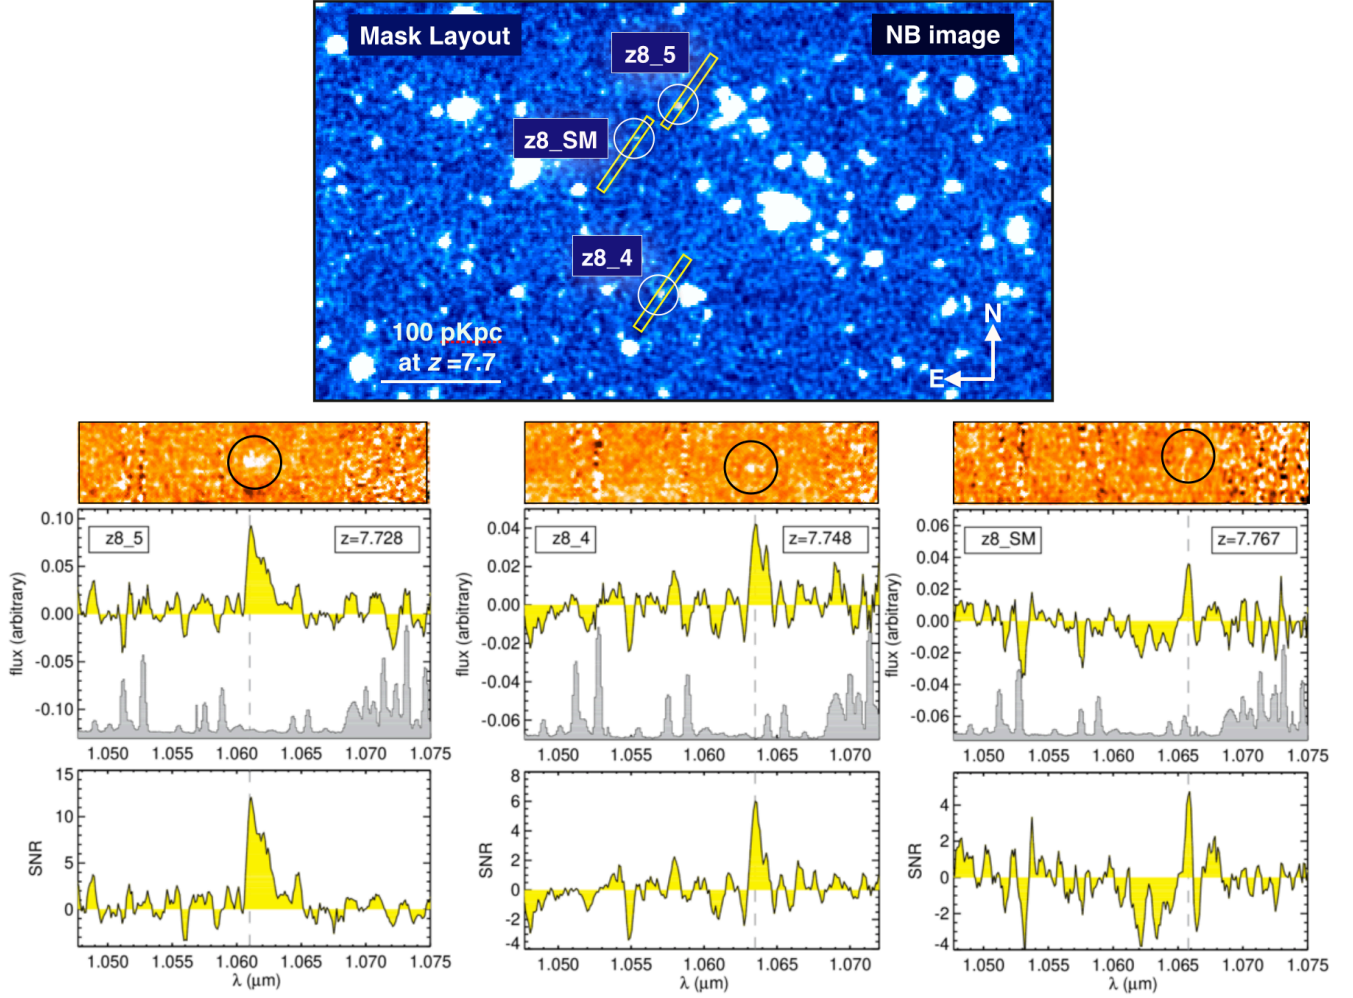 Mask Layout
NB image
z8_5
z8_SM
z8_4
100 pKpc
at z =7.7
N
E
z8_5
z=7.728
0.10
0.05
0.00
-0.05
-0.10
flux (arbitrary)
1.050 1.055 1.060 1.065 1.070 1.075
z8_4
z=7.748
0.04
0.02
0.00
-0.02
-0.04
-0.06
flux (arbitrary)
1.050 1.055 1.060 1.065 1.070
z8_SM
z=7.767
0.06
0.04
0.02
0.00
-0.02
-0.04
-0.06
flux (arbitrary)
1.050 1.055 1.060 1.065 1.070 1.075
15
10
5
0
SNR
1.050 1.055 1.060 1.065 1.070 1.075
λ (μm)
8
6
4
2
0
-2
-4
SNR
1.050 1.055 1.060 1.065 1.070
λ (μm)
4
2
0
-2
-4
SNR
1.050 1.055 1.060 1.065 1.070 1.075
λ (μm)